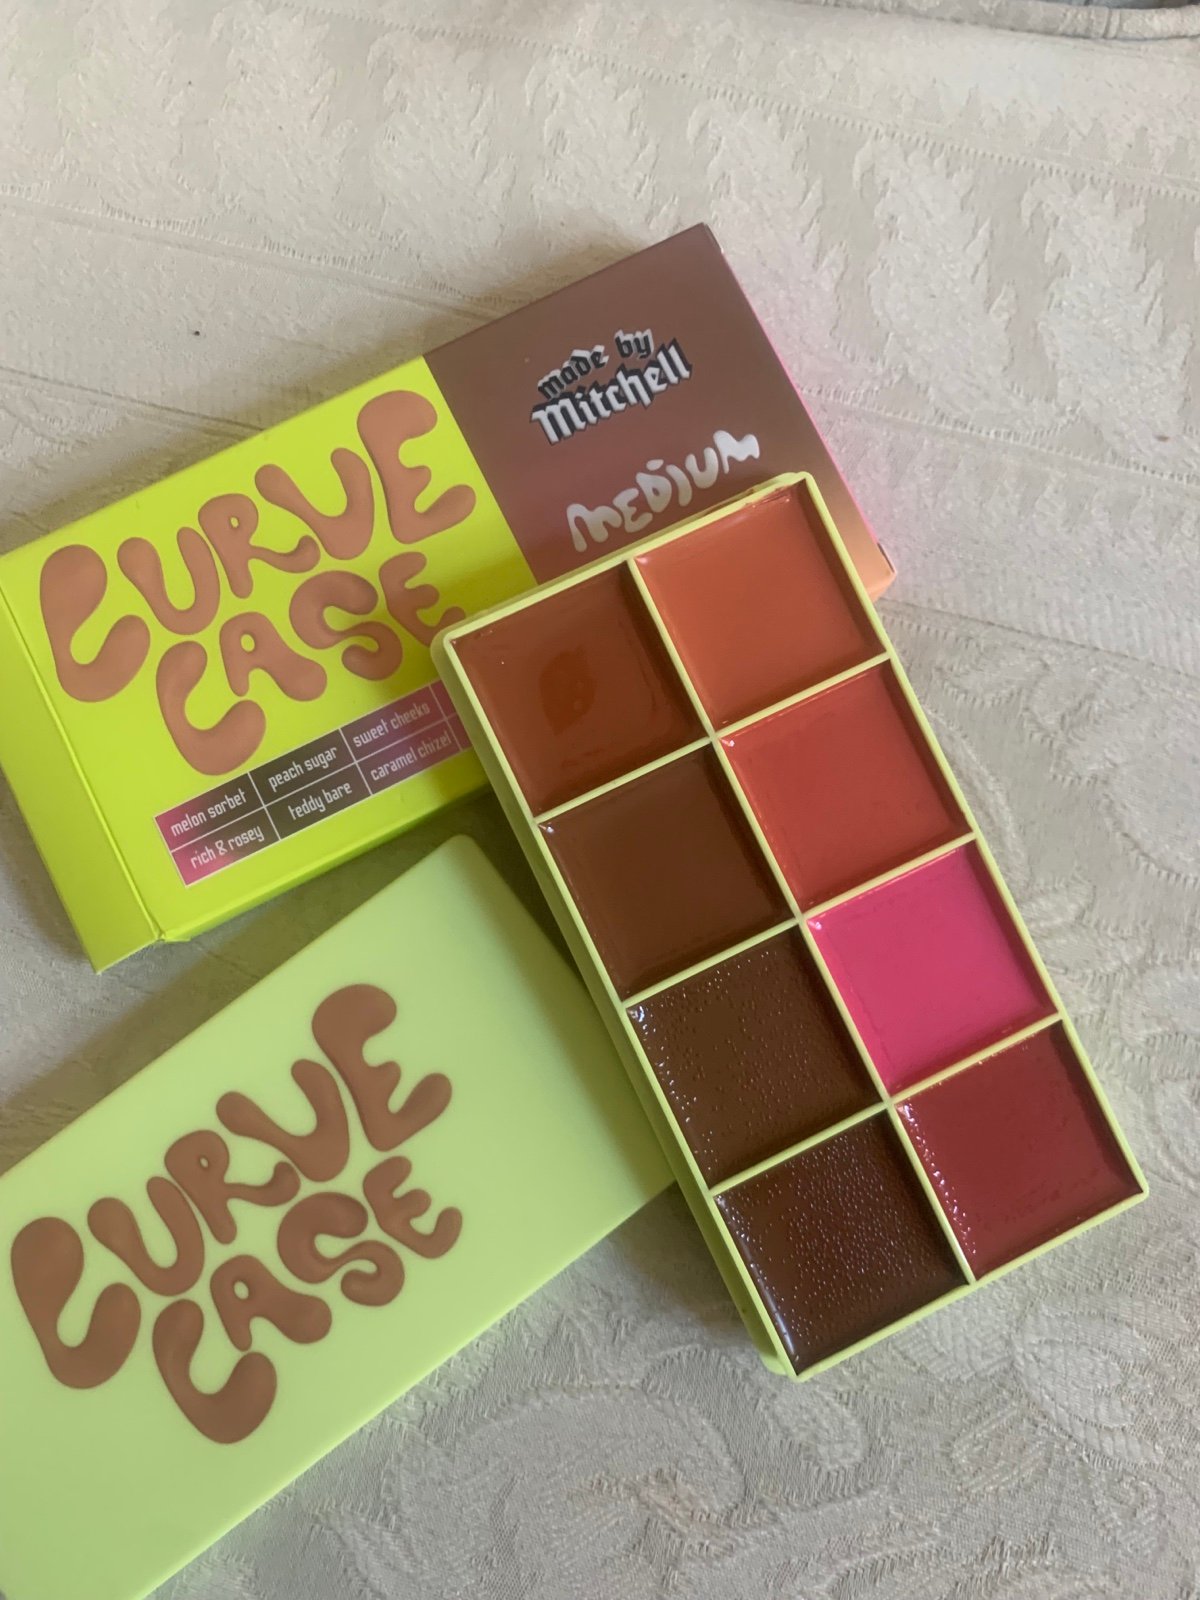 CURVE
CASE
made by
Mitchell
MEDIUM
melon sorbet peach sugar sweet cheeks
rich & rosey teddy bare caramel chizel
CURVE
CASE